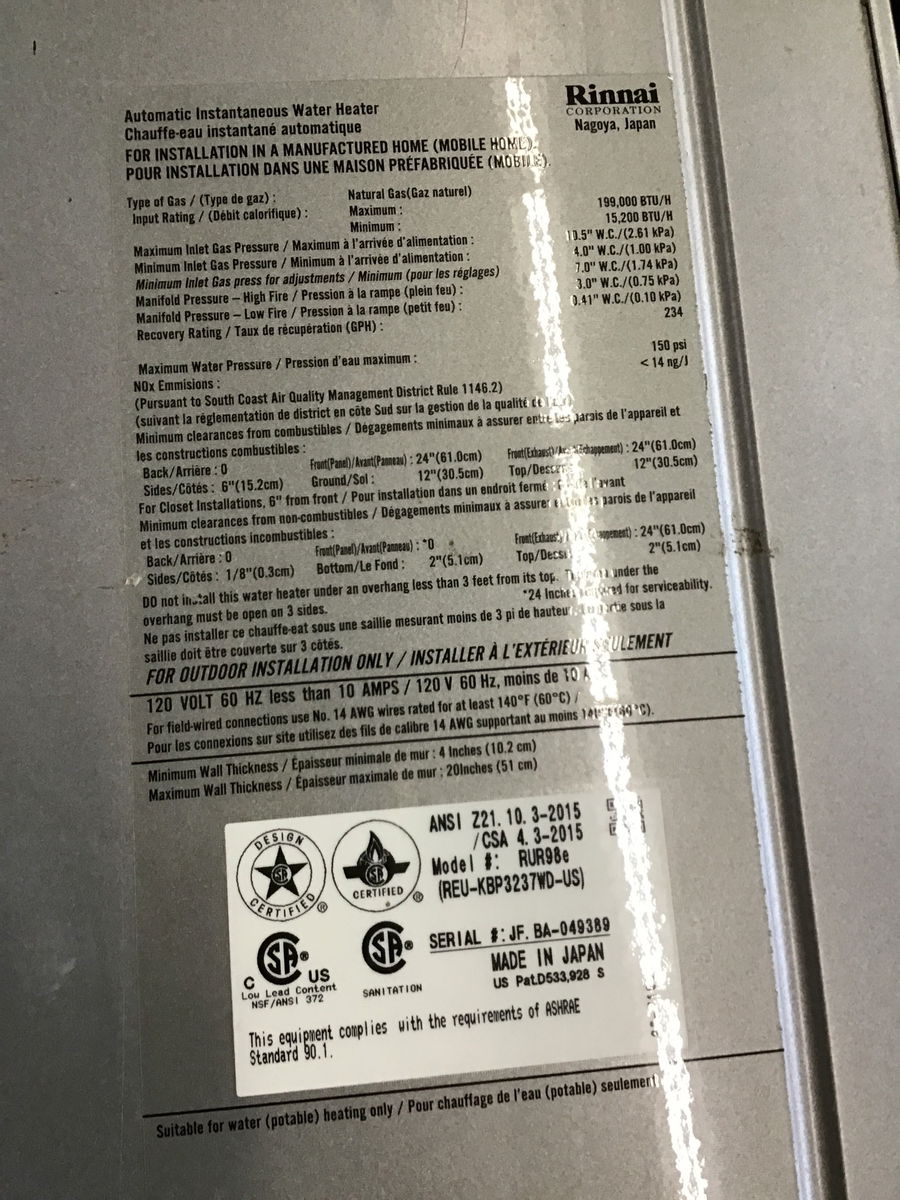 Rinnai
CORPORATION
Nagoya, Japan
Automatic Instantaneous Water Heater
Chauffe-eau instantané automatique
FOR INSTALLATION IN A MANUFACTURED HOME (MOBILE HOME).
POUR INSTALLATION DANS UNE MAISON PRÉFABRIQUÉE (MOBILE).
Type of Gas / (Type de gaz) : Natural Gas(Gaz naturel)
Input Rating / (Débit calorifique) : Maximum : 199,000 BTU/H
Minimum : 15,200 BTU/H
Maximum Inlet Gas Pressure / Maximum à l'arrivée d'alimentation : 10.5" W.C./(2.61 kPa)
Minimum Inlet Gas Pressure / Minimum à l'arrivée d'alimentation : 4.0" W.C./(1.00 kPa)
Minimum Inlet Gas press for adjustments / Minimum (pour les réglages) 7.0" W.C./(1.74 kPa)
Manifold Pressure – High Fire / Pression à la rampe (plein feu) : 3.0" W.C./(0.75 kPa)
Manifold Pressure – Low Fire / Pression à la rampe (petit feu) : 0.41" W.C./(0.10 kPa)
Recovery Rating / Taux de récupération (GPH) : 234
Maximum Water Pressure / Pression d'eau maximum : 150 psi
NOx Emmisions : < 14 ng/J
(Pursuant to South Coast Air Quality Management District Rule 1146.2)
(suivant la réglementation de district en côte Sud sur la gestion de la qualité
Minimum clearances from combustibles / Dégagements minimaux à assurer entre les parois de l'appareil et
les constructions combustibles :
Back/Arrière : 0 Front(Panel)/Avant(Panneau) : 24"(61.0cm) 24"(61.0cm)
Sides/Côtés : 6"(15.2cm) Ground/Sol : 12"(30.5cm) 12"(30.5cm)
For Closet Installations, 6" from front / Pour installation dans un endroit fermé l'avant
Minimum clearances from non-combustibles / Dégagements minimaux à assurer parois de l'appareil
et les constructions incombustibles :
Back/Arrière : 0 Front(Panel)/Avant(Panneau) : *0 24"(61.0cm)
Sides/Côtés : 1/8"(0.3cm) Bottom/Le Fond : 2"(5.1cm) 2"(5.1cm)
DO not install this water heater under an overhang less than 3 feet from its top. under the
overhang must be open on 3 sides. *24 Inches for serviceability.
Ne pas installer ce chauffe-eat sous une saillie mesurant moins de 3 pi de hauteur. sous la
saillie doit être couverte sur 3 côtés.
FOR OUTDOOR INSTALLATION ONLY / INSTALLER À L'EXTÉRIEUR SEULEMENT
120 VOLT 60 HZ less than 10 AMPS / 120 V 60 Hz, moins de 10 A
For field-wired connections use No. 14 AWG wires rated for at least 140°F (60°C) /
Pour les connexions sur site utilisez des fils de calibre 14 AWG supportant au moins
Minimum Wall Thickness / Épaisseur minimale de mur : 4 Inches (10.2 cm)
Maximum Wall Thickness / Épaisseur maximale de mur : 20Inches (51 cm)
DESIGN
SA
CERTIFIED ®
SA
CERTIFIED ®
ANSI Z21. 10. 3-2015
/CSA 4. 3-2015
Model #: RUR98e
(REU-KBP3237WD-US)
C SA ® US
Low Lead Content
NSF/ANSI 372
SA ®
SANITATION
SERIAL #: JF. BA-049389
MADE IN JAPAN
US Pat.D533,928 S
This equipment complies with the requirements of ASHRAE
Standard 90.1.
Suitable for water (potable) heating only / Pour chauffage de l'eau (potable) seulement